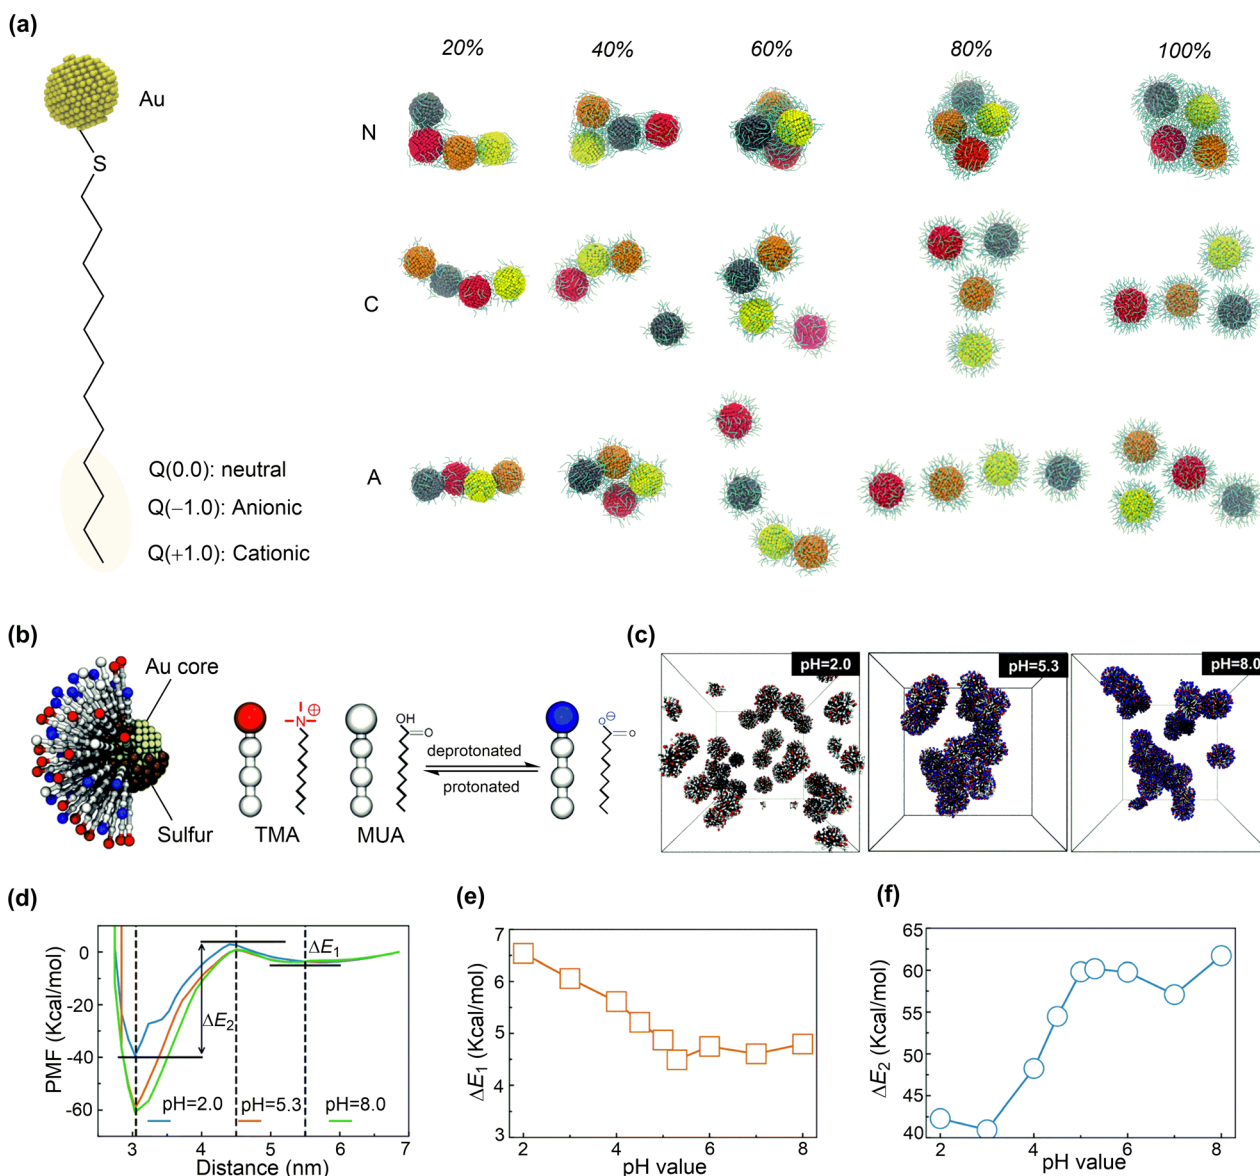 (a)
Au
S
Q(0.0): neutral
Q(−1.0): Anionic
Q(+1.0): Cationic
20% 40% 60% 80% 100%
N
C
A
(b)
Au core
Sulfur
N ⊕
TMA
OH
O
MUA
deprotonated
protonated
O ⊖
O
(c)
pH=2.0
pH=5.3
pH=8.0
(d)
PMF (Kcal/mol)
0
-20
-40
-60
ΔE1
ΔE2
pH=2.0 pH=5.3 pH=8.0
3 4 5 6 7
Distance (nm)
(e)
ΔE1 (Kcal/mol)
7
6
5
4
3
2 4 6 8
pH value
(f)
ΔE2 (Kcal/mol)
65
60
55
50
45
40
2 4 6 8
pH value